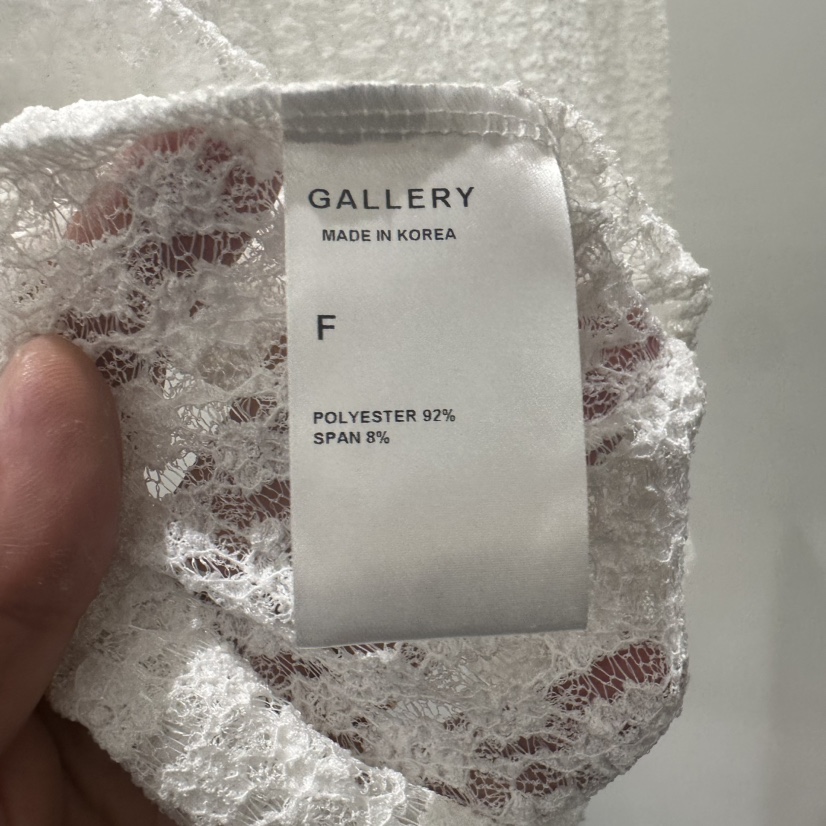 GALLERY
MADE IN KOREA
F
POLYESTER 92%
SPAN 8%